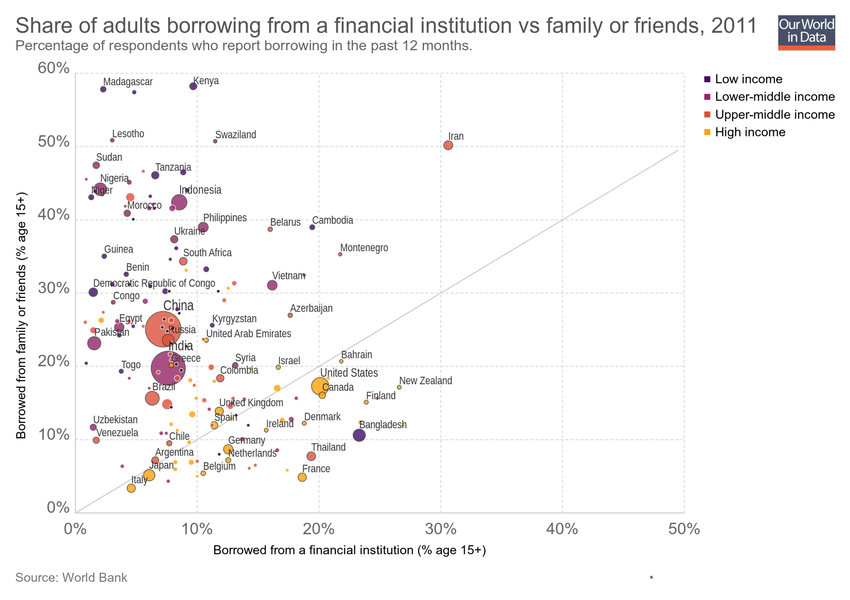 Share of adults borrowing from a financial institution vs family or friends, 2011
Our World
in Data
Percentage of respondents who report borrowing in the past 12 months.
60%
Low income
Lower-middle income
Upper-middle income
High income
Madagascar
Kenya
50%
Lesotho
Swaziland
Iran
Sudan
Tanzania
Nigeria
Niger
Indonesia
40%
Morocco
Philippines
Belarus
Cambodia
Ukraine
Montenegro
Guinea
South Africa
Benin
Vietnam
30%
Democratic Republic of Congo
Congo
China
Azerbaijan
Egypt
Kyrgyzstan
Pakistan
Russia
United Arab Emirates
India
20%
Togo
Greece
Syria
Israel
Bahrain
Colombia
United States
Brazil
Canada
New Zealand
Finland
United Kingdom
Uzbekistan
Spain
Ireland
Denmark
Bangladesh
10%
Venezuela
Chile
Germany
Argentina
Netherlands
Thailand
Japan
Belgium
France
Italy
0%
0%
10%
20%
30%
40%
50%
Borrowed from family or friends (% age 15+)
Borrowed from a financial institution (% age 15+)
Source: World Bank